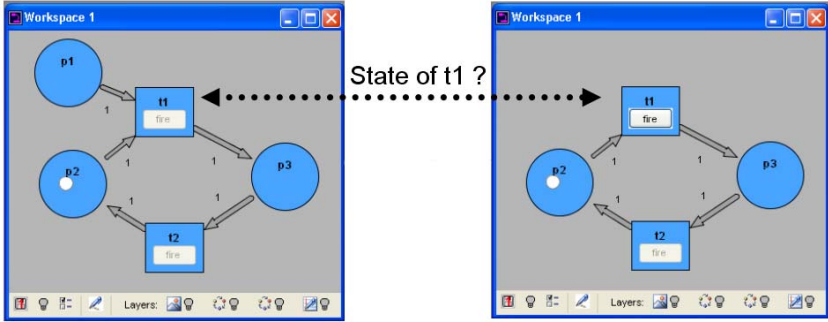 Workspace 1
p1
t1
fire
1
1
p2
1
p3
1
1
t2
fire
Layers:
State of t1 ?
Workspace 1
t1
fire
1
p2
1
p3
1
1
t2
fire
Layers: